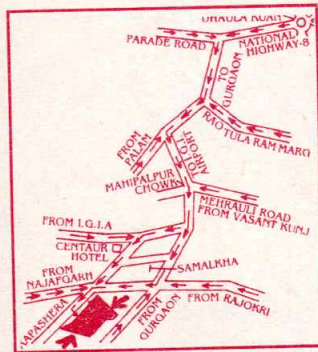 DHAULA KUAN
PARADE ROAD
NATIONAL
HIGHWAY-8
TO
GURGAON
RAOTULA RAM MARG
FROM
PALAM
TO I.G.I
AIRPORT
MAHIPALPUR
CHOWK
MEHRAULI ROAD
FROM VASANT KUNJ
FROM I.G.I.A
CENTAUR
HOTEL
SAMALKHA
FROM
NAJAFGARH
FROM RAJOKRI
FROM
GURGAON